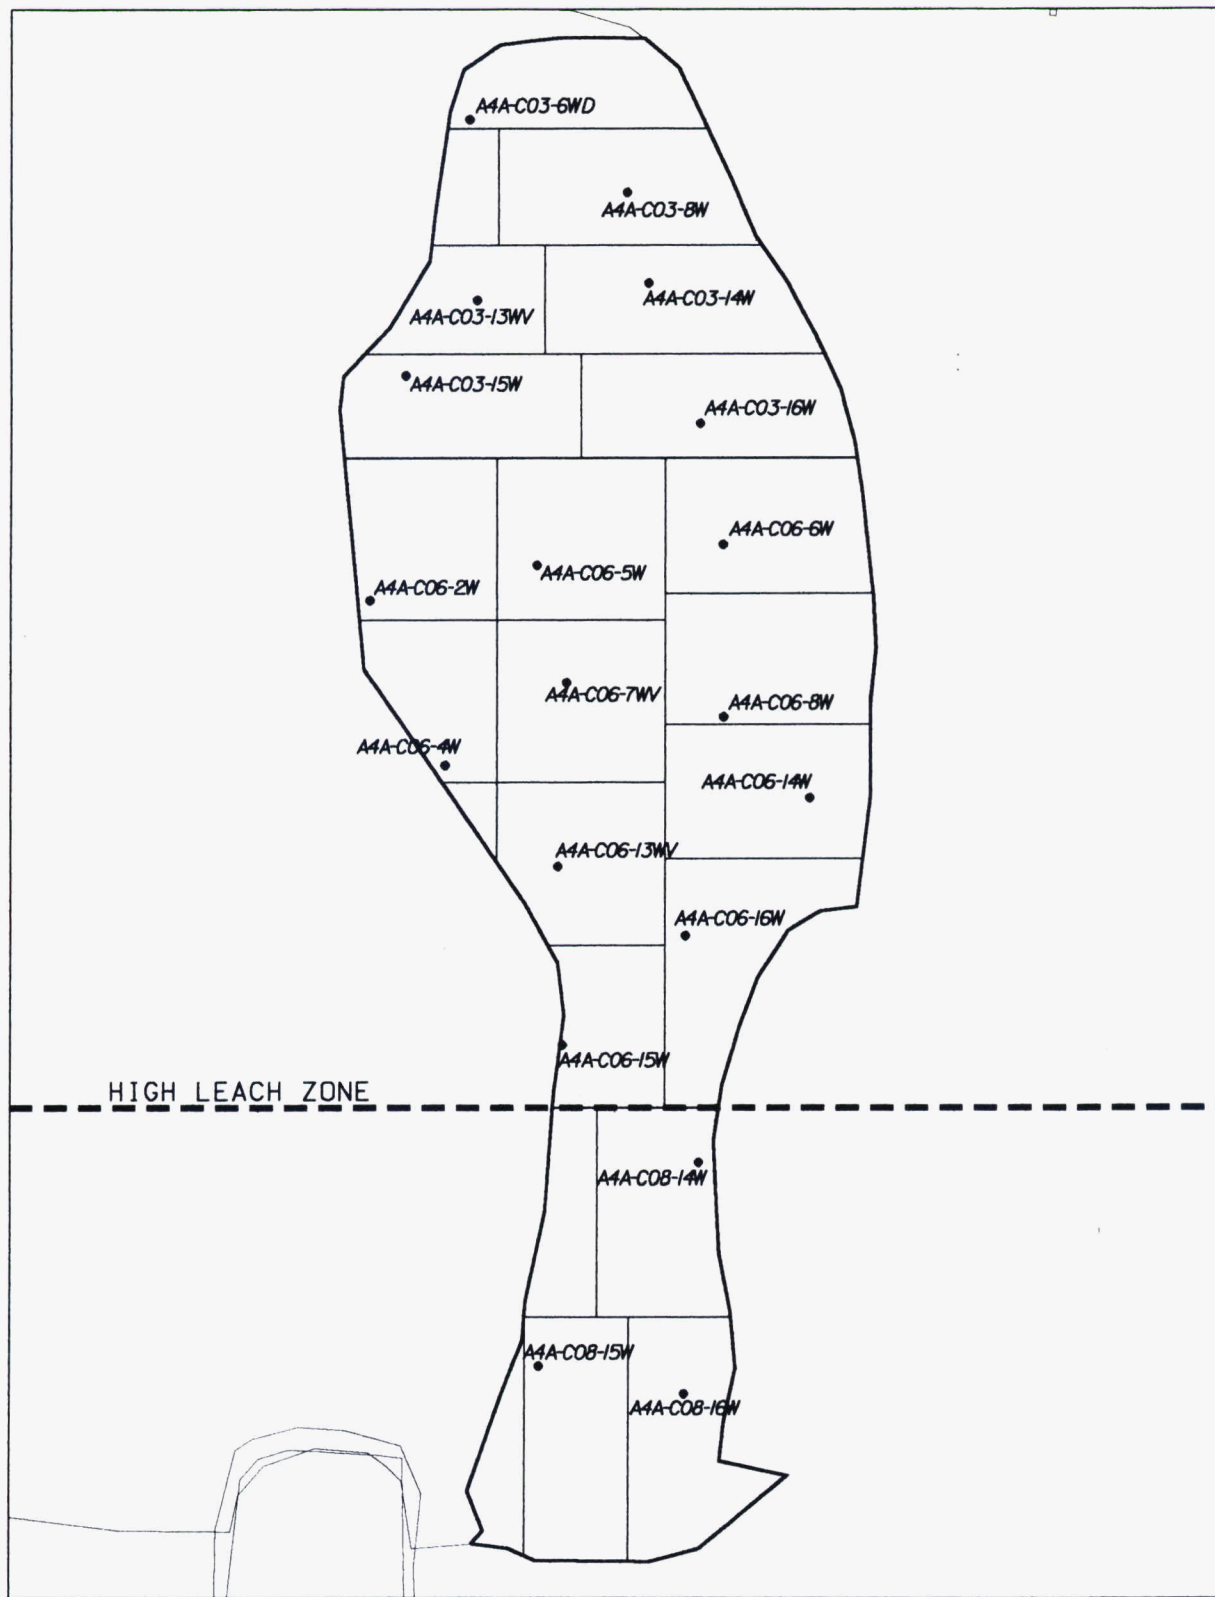 A4A-C03-6WD
A4A-C03-8W
A4A-C03-14W
A4A-C03-13WV
A4A-C03-15W
A4A-C03-16W
A4A-C06-6W
A4A-C06-5W
A4A-C06-2W
A4A-C06-7WV
A4A-C06-8W
A4A-C06-4W
A4A-C06-14W
A4A-C06-13WV
A4A-C06-16W
A4A-C06-15W
HIGH LEACH ZONE
A4A-C08-14W
A4A-C08-15W
A4A-C08-16W